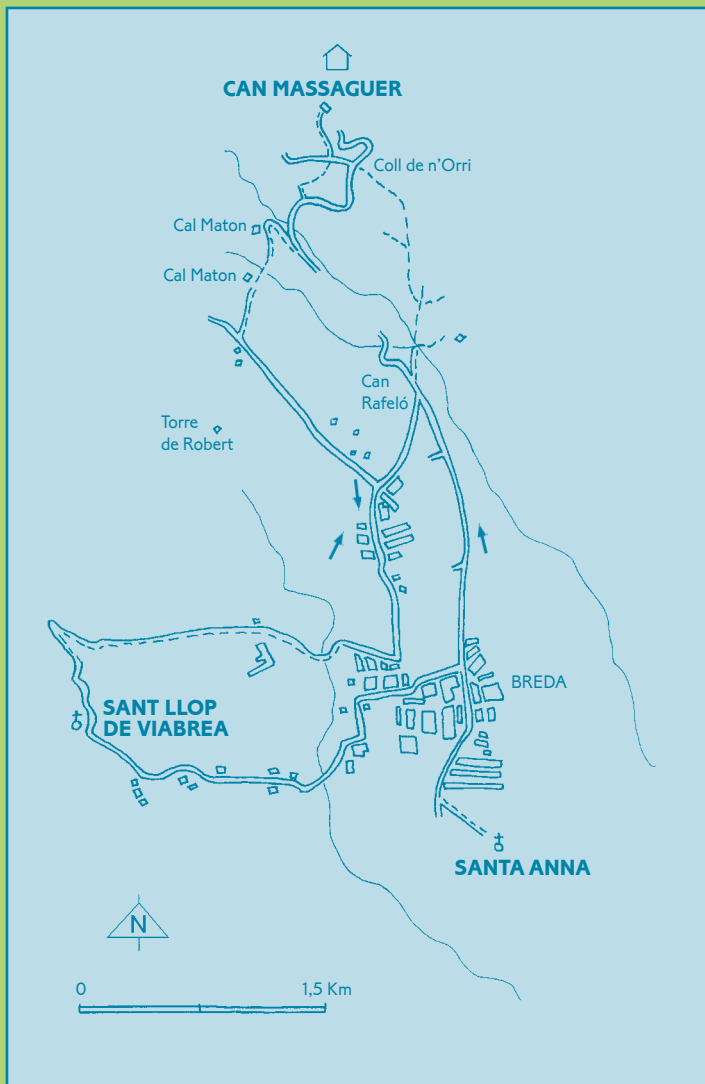 CAN MASSAGUER
Coll de n'Orri
Cal Maton
Cal Maton
Can
Rafeló
Torre
de Robert
BREDA
SANT LLOP
DE VIABREA
SANTA ANNA
N
0 1,5 Km